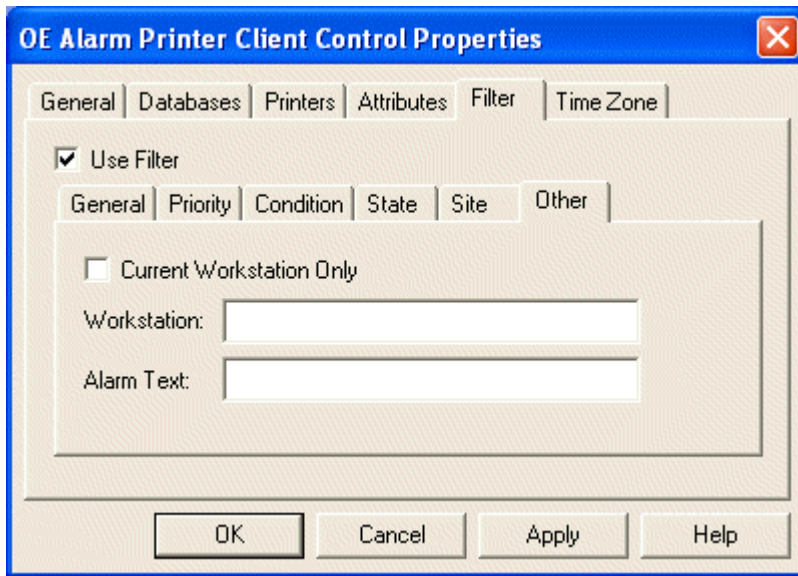 OE Alarm Printer Client Control Properties
General Databases Printers Attributes Filter Time Zone
Use Filter
General Priority Condition State Site Other
Current Workstation Only
Workstation:
Alarm Text:
OK Cancel Apply Help